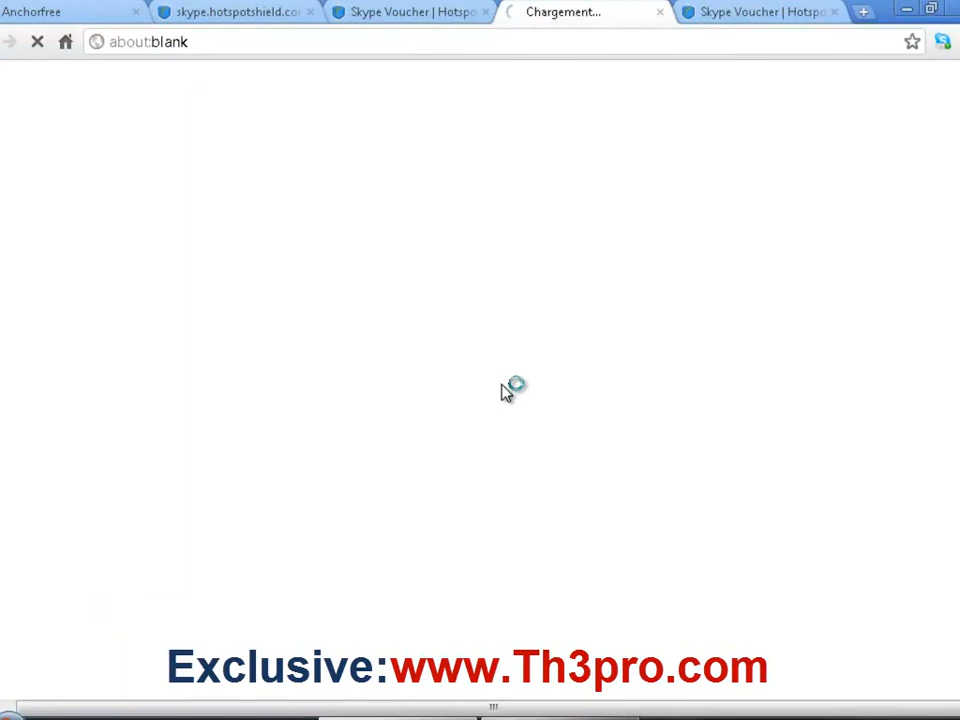 Anchorfree
skype.hotspotshield.co
Skype Voucher | Hotspo
Chargement...
Skype Voucher | Hotspo
about:blank
Exclusive:www.Th3pro.com